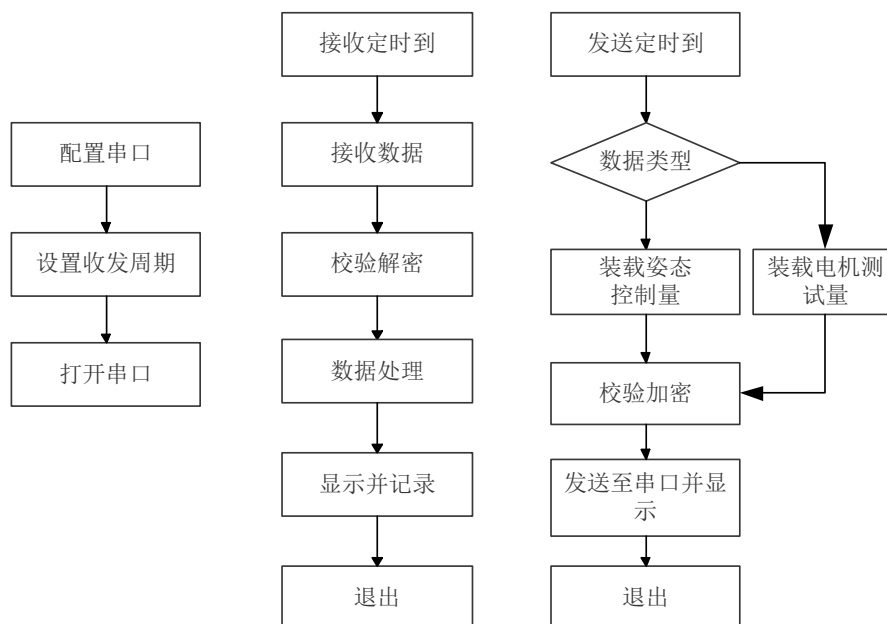 配置串口
设置收发周期
打开串口
接收定时到
接收数据
校验解密
数据处理
显示并记录
退出
发送定时到
数据类型
装载姿态
控制量
装载电机测
试量
校验加密
发送至串口并显
示
退出